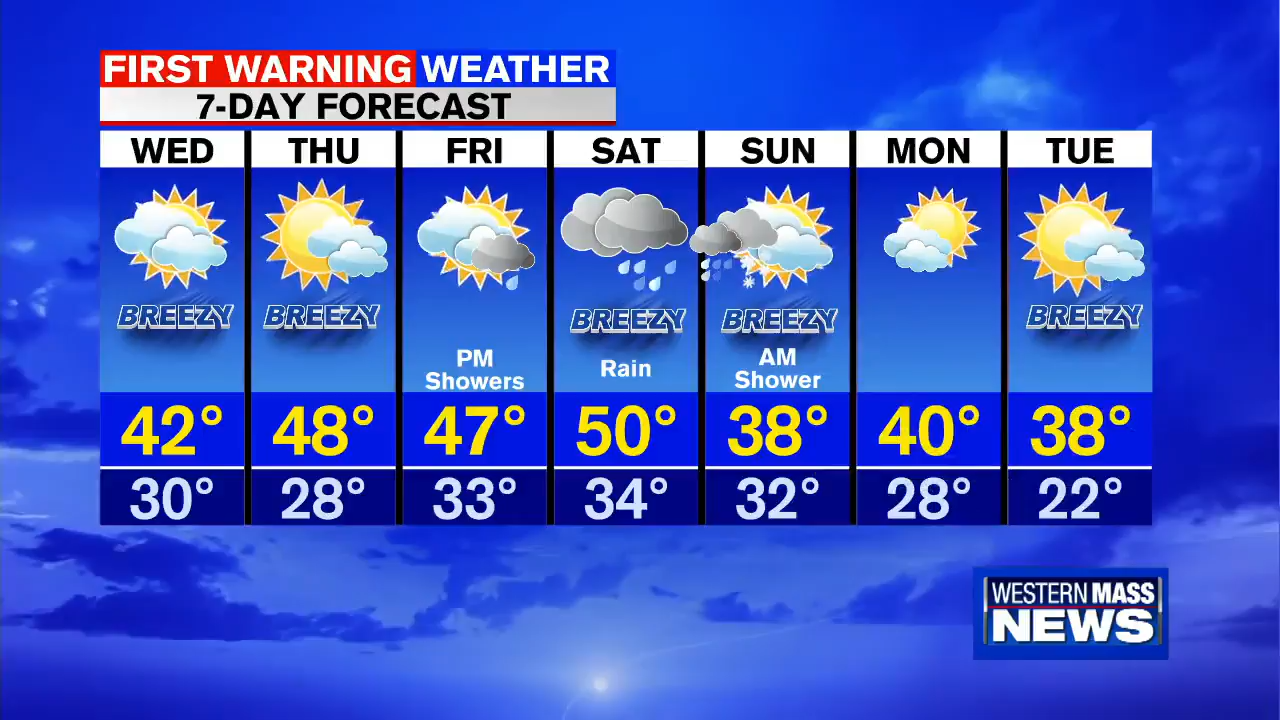 FIRST WARNING WEATHER
7-DAY FORECAST
WED THU FRI SAT SUN MON TUE
BREEZY BREEZY BREEZY BREEZY BREEZY
PM Showers
Rain
AM Shower
42° 48° 47° 50° 38° 40° 38°
30° 28° 33° 34° 32° 28° 22°
WESTERN MASS
NEWS